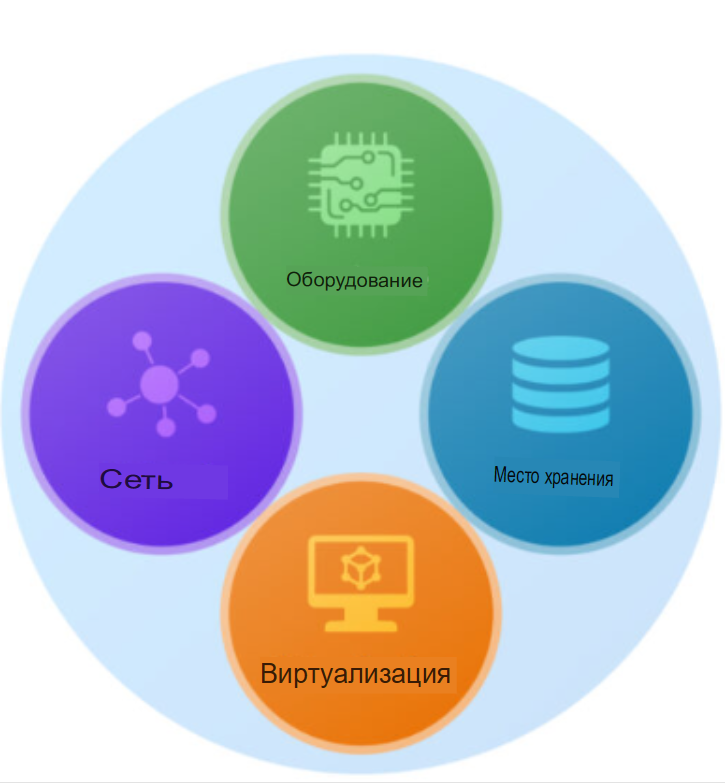 Оборудование
Сеть
Место хранения
Виртуализация